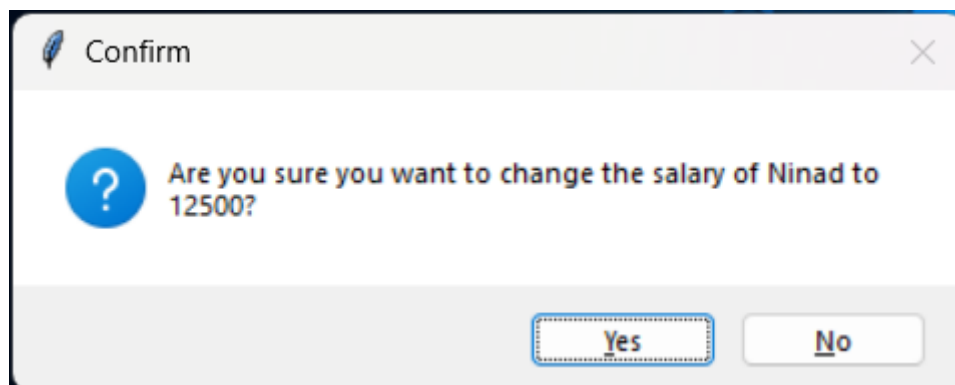 Confirm
Are you sure you want to change the salary of Ninad to
12500?
Yes
No